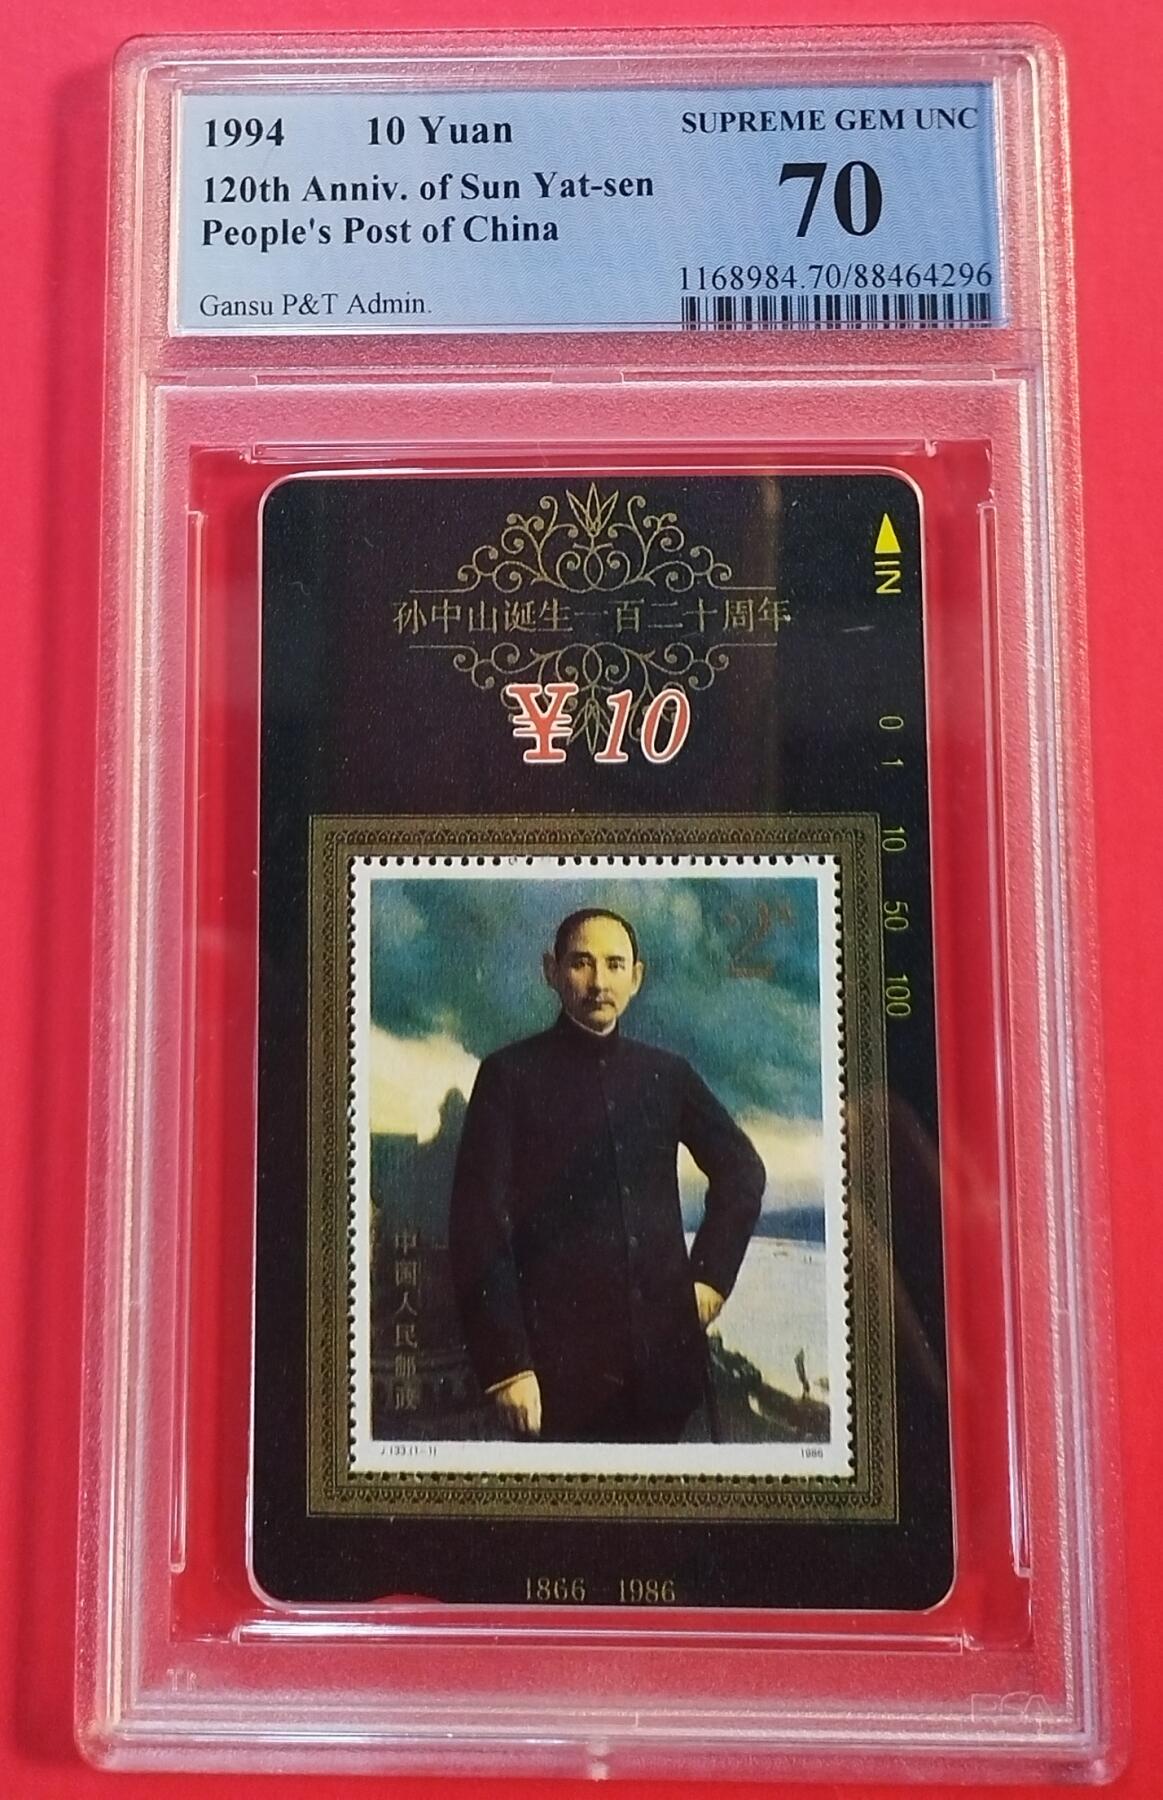 1994 10 Yuan
SUPREME GEM UNC
120th Anniv. of Sun Yat-sen
70
People's Post of China
1168984.70/88464296
Gansu P&T Admin.
IN
孙中山诞生一百二十周年
¥10
0 1 10 50 100
2
中国人民邮政
J.133.(1-1) 1986
1866 1986